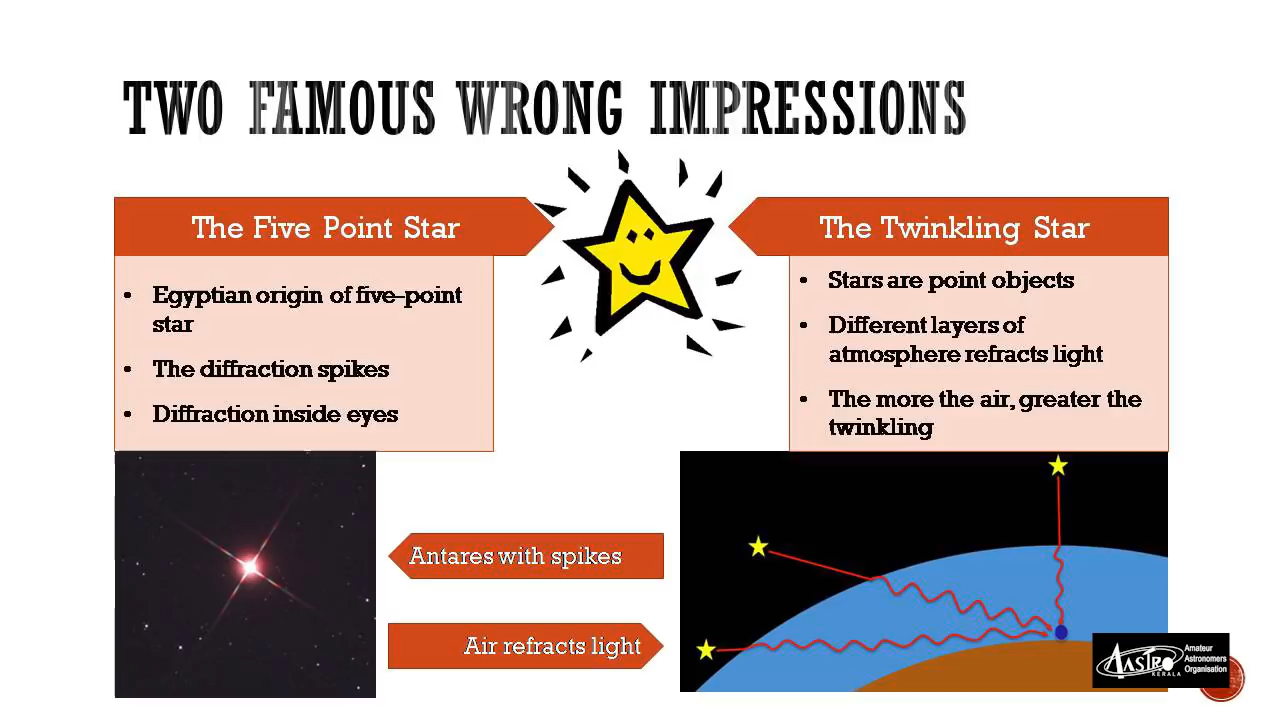 TWO FAMOUS WRONG IMPRESSIONS
The Five Point Star
• Egyptian origin of five-point
star
• The diffraction spikes
• Diffraction inside eyes
The Twinkling Star
• Stars are point objects
• Different layers of
atmosphere refracts light
• The more the air, greater the
twinkling
Antares with spikes
Air refracts light
AASTRO
KERALA
Amateur
Astronomers
Organisation